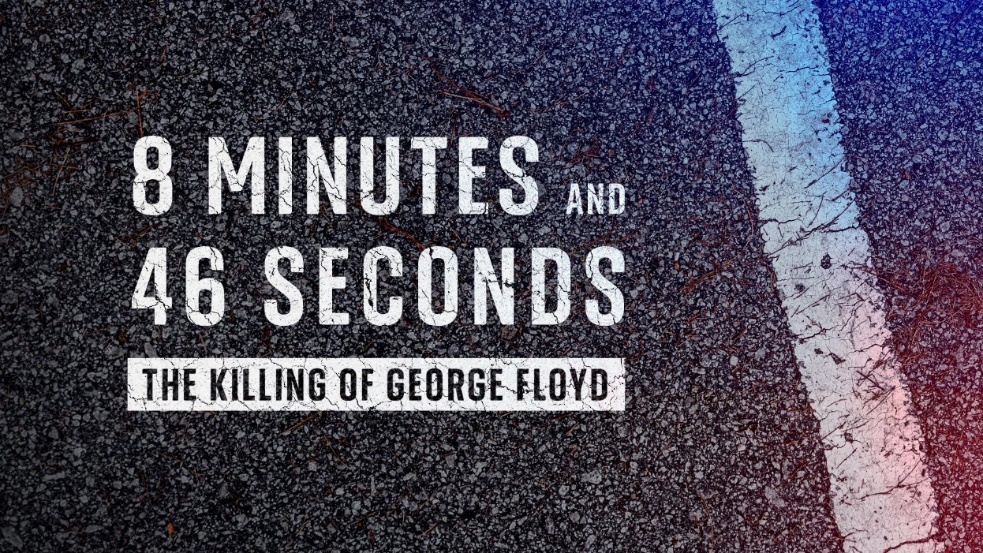 8 MINUTES AND
46 SECONDS
THE KILLING OF GEORGE FLOYD